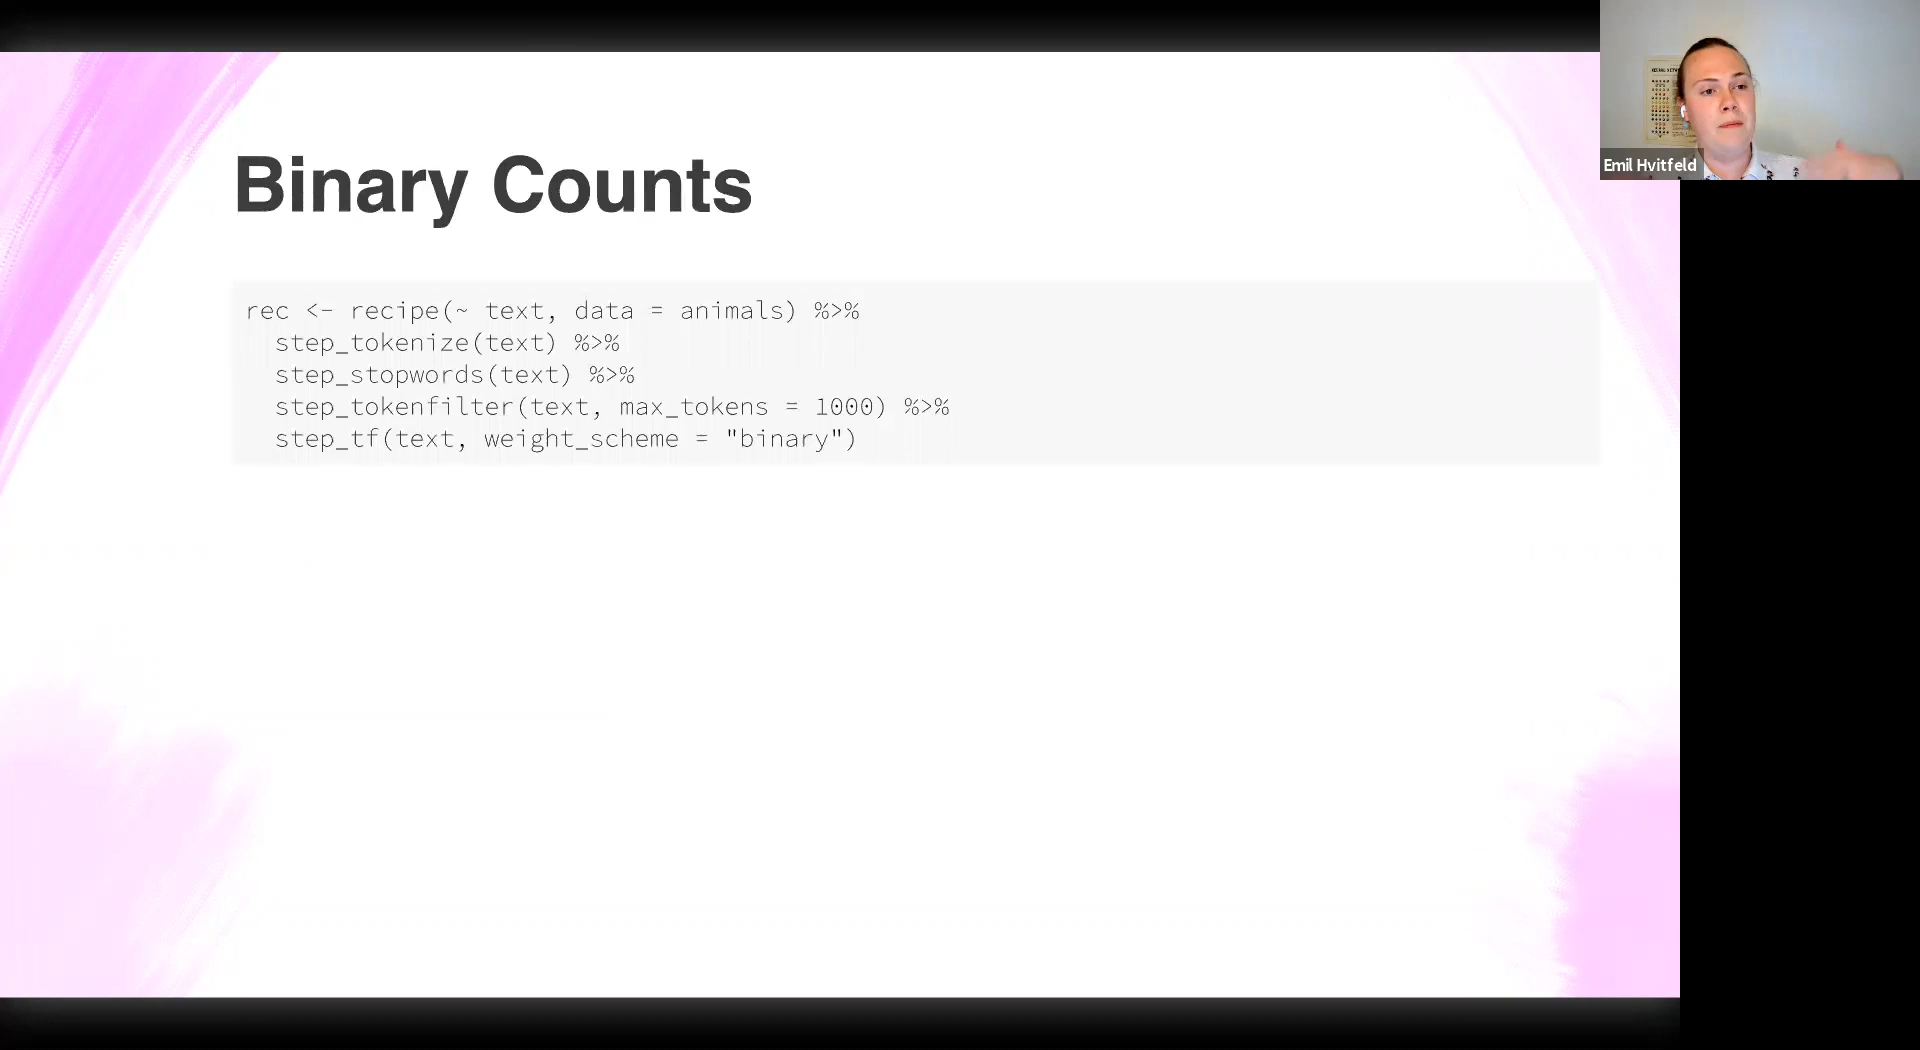 Binary Counts
rec <- recipe(~ text, data = animals) %>%
  step_tokenize(text) %>%
  step_stopwords(text) %>%
  step_tokenfilter(text, max_tokens = 1000) %>%
  step_tf(text, weight_scheme = "binary")
Emil Hvitfeld